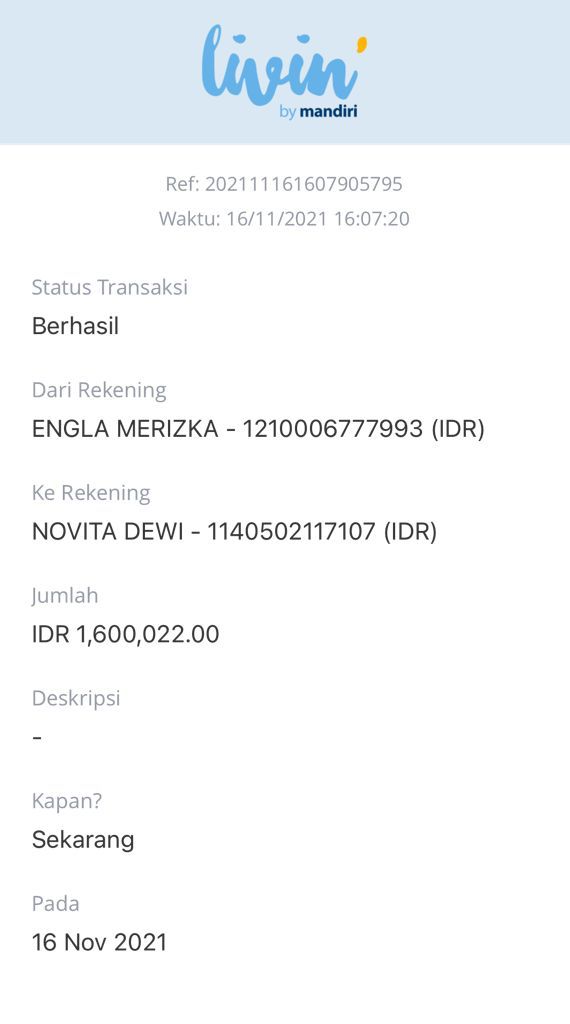 livin'
by mandiri
Ref: 202111161607905795
Waktu: 16/11/2021 16:07:20
Status Transaksi
Berhasil
Dari Rekening
ENGLA MERIZKA - 1210006777993 (IDR)
Ke Rekening
NOVITA DEWI - 1140502117107 (IDR)
Jumlah
IDR 1,600,022.00
Deskripsi
-
Kapan?
Sekarang
Pada
16 Nov 2021